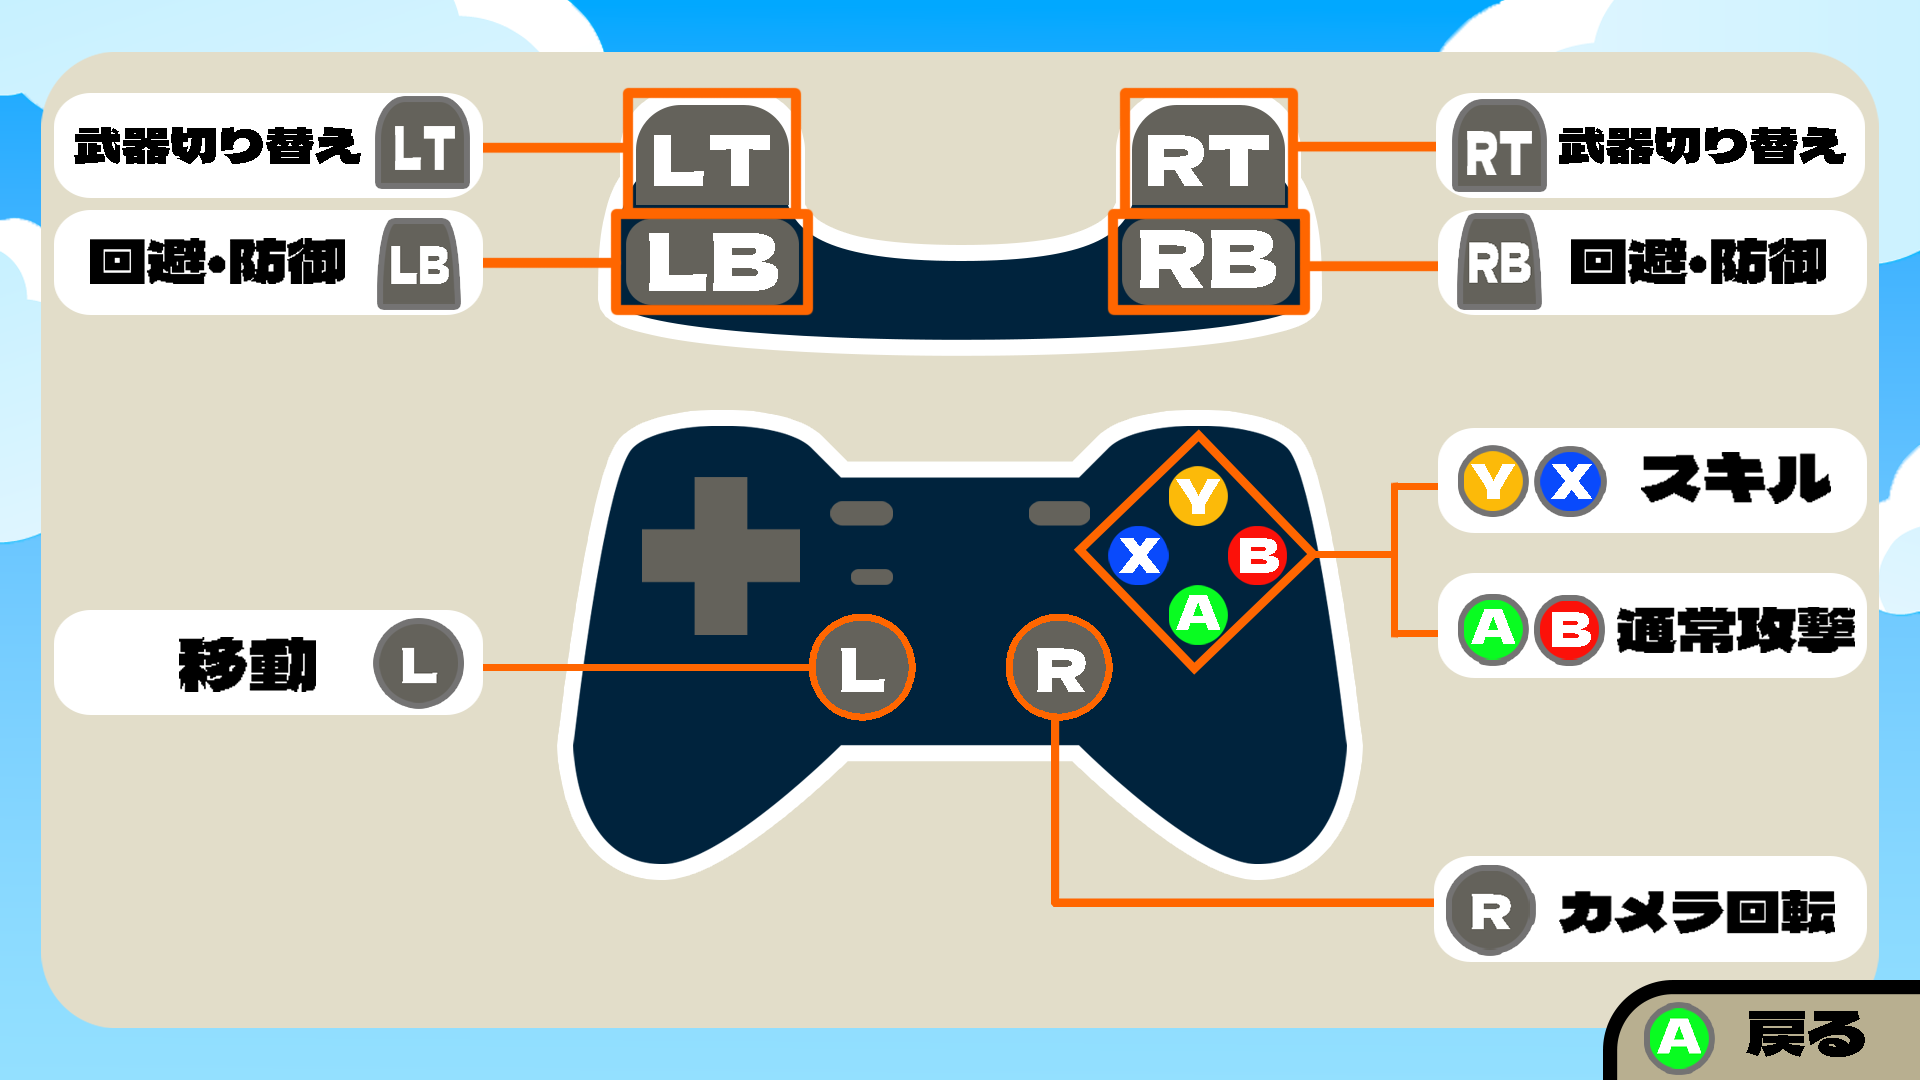 武器切り替え LT
LT
RT
RT 武器切り替え
回避・防御 LB
LB
RB
RB 回避・防御
Y
X
B
A
Y X スキル
A B 通常攻撃
移動 L
L
R
R カメラ回転
A 戻る